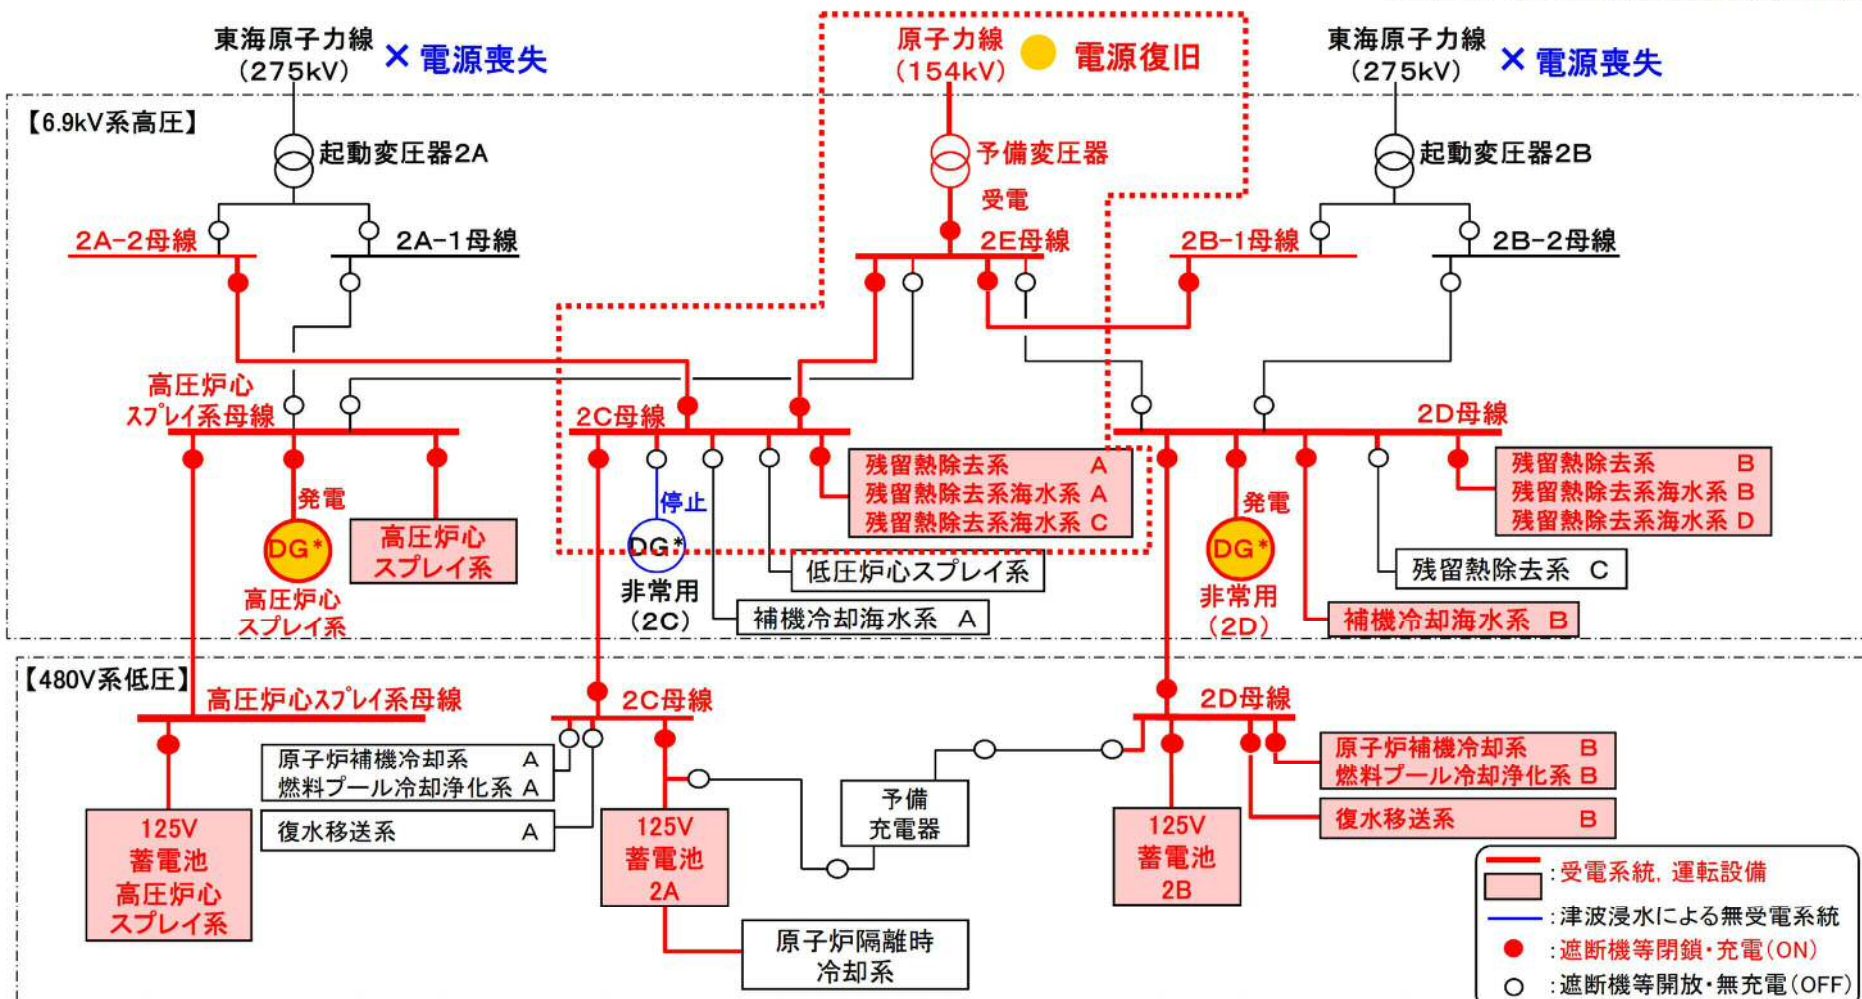 東海原子力線
(275kV)
× 電源喪失
原子力線
(154kV)
電源復旧
東海原子力線
(275kV)
× 電源喪失
【6.9kV系高圧】
起動変圧器2A
予備変圧器
起動変圧器2B
受電
2A-2母線
2A-1母線
2E母線
2B-1母線
2B-2母線
高圧炉心
スプレイ系母線
2C母線
2D母線
発電
DG*
高圧炉心
スプレイ系
高圧炉心
スプレイ系
停止
DG*
非常用
(2C)
残留熱除去系 A
残留熱除去系海水系 A
残留熱除去系海水系 C
低圧炉心スプレイ系
補機冷却海水系 A
発電
DG*
非常用
(2D)
残留熱除去系 B
残留熱除去系海水系 B
残留熱除去系海水系 D
残留熱除去系 C
補機冷却海水系 B
【480V系低圧】
高圧炉心スプレイ系母線
2C母線
2D母線
原子炉補機冷却系 A
燃料プール冷却浄化系 A
復水移送系 A
予備
充電器
原子炉補機冷却系 B
燃料プール冷却浄化系 B
復水移送系 B
125V
蓄電池
高圧炉心
スプレイ系
125V
蓄電池
2A
125V
蓄電池
2B
原子炉隔離時
冷却系
:受電系統, 運転設備
:津波浸水による無受電系統
:遮断機等閉鎖・充電(ON)
:遮断機等開放・無充電(OFF)